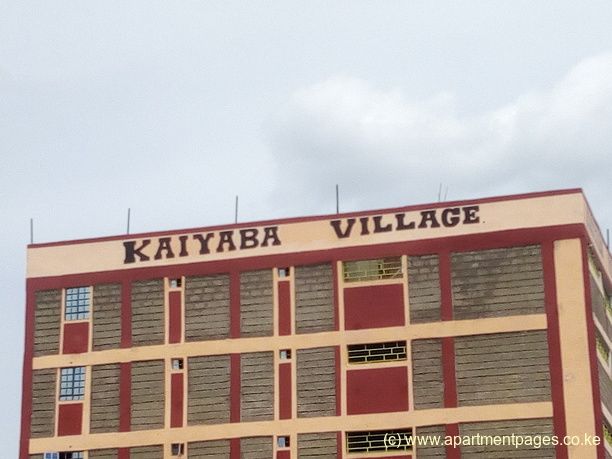 KAIYABA VILLAGE
(c) www.apartmentpages.co.ke